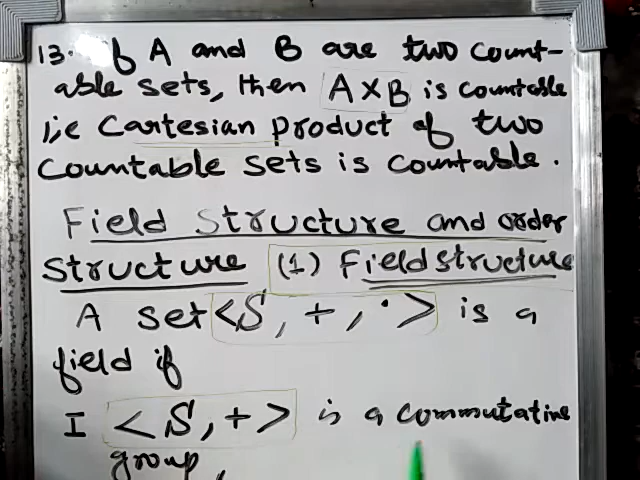 13. If A and B are two count-
able sets, then A×B is countable
i,e Cartesian product of two
countable sets is countable.
Field Structure and order
structure (1) Field structure
A set <S, +, ·> is a
field if
I <S, +> is a commutative
group,